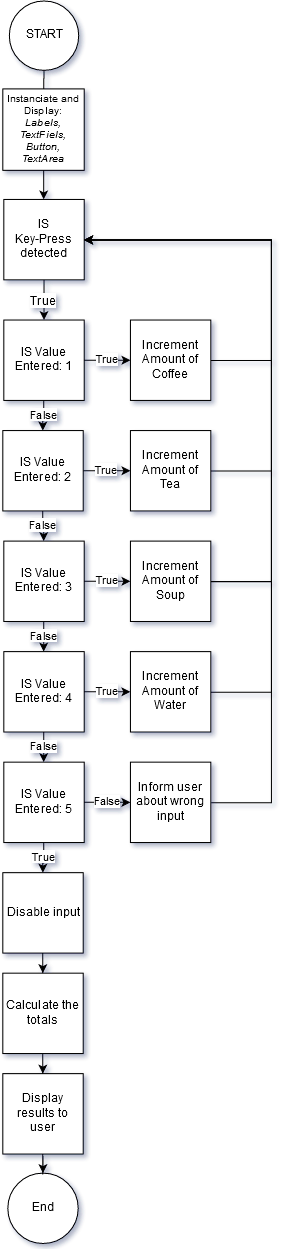 START
Instanciate and
Display:
Labels,
TextFiels,
Button,
TextArea
IS
Key-Press
detected
True
IS Value
Entered: 1
True
Increment
Amount of
Coffee
False
IS Value
Entered: 2
True
Increment
Amount of
Tea
False
IS Value
Entered: 3
True
Increment
Amount of
Soup
False
IS Value
Entered: 4
True
Increment
Amount of
Water
False
IS Value
Entered: 5
False
Inform user
about wrong
input
True
Disable input
Calculate the
totals
Display
results to
user
End